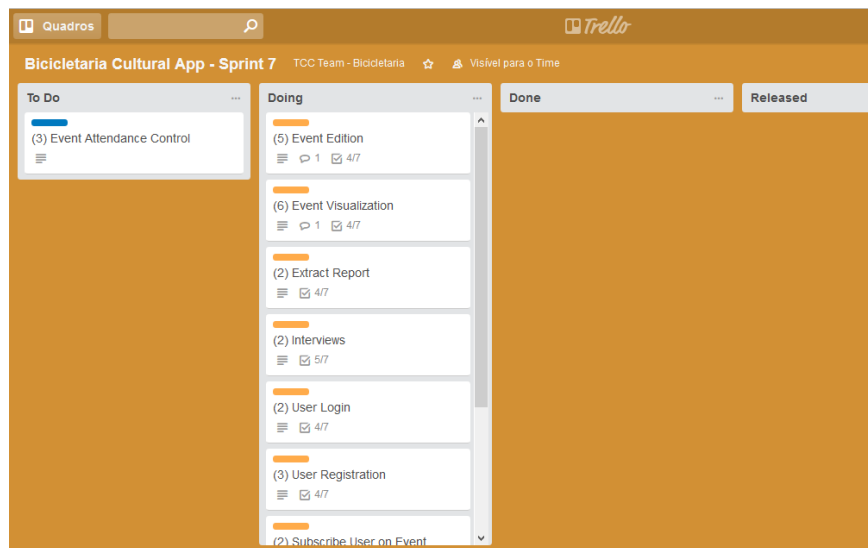 Quadros
Trello
Bicicletaria Cultural App - Sprint 7 TCC Team - Bicicletaria Visível para o Time
To Do
(3) Event Attendance Control
Doing
(5) Event Edition
1 4/7
(6) Event Visualization
1 4/7
(2) Extract Report
4/7
(2) Interviews
5/7
(2) User Login
4/7
(3) User Registration
4/7
(2) Subscribe User on Event
Done
Released